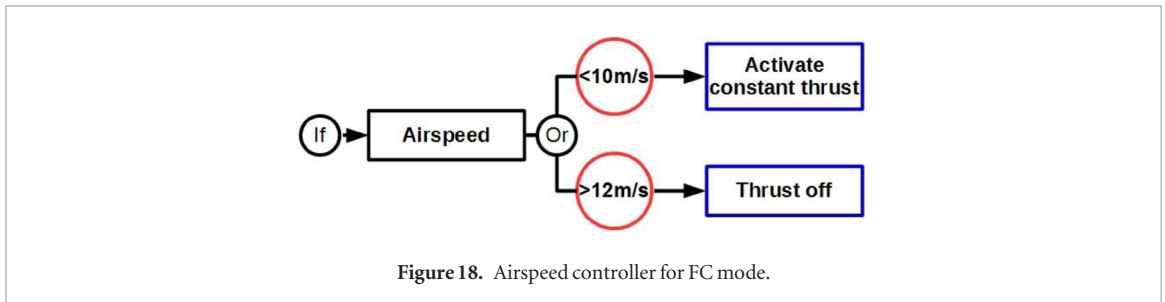 If
Airspeed
Or
<10m/s
Activate
constant thrust
>12m/s
Thrust off
Figure 18. Airspeed controller for FC mode.